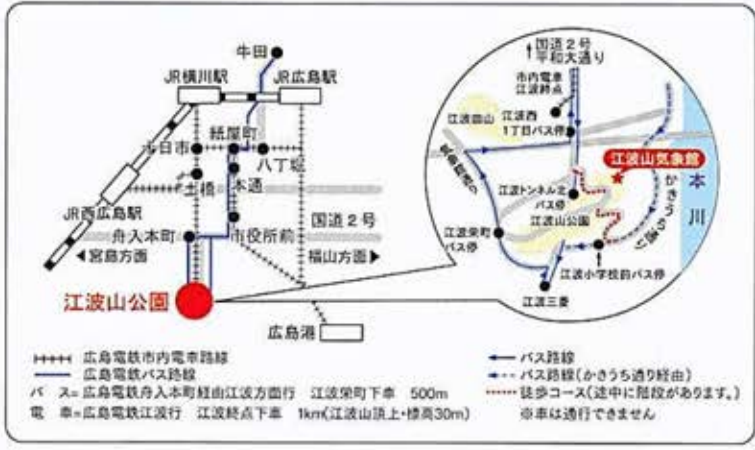 牛田
JR横川駅
JR広島駅
紙屋町
十日市
八丁堀
土橋
本通
JR西広島駅
国道2号
舟入本町
市役所前
◀宮島方面
福山方面▶
江波山公園
広島港
↑国道2号
平和大通り
市内電車
江波終点
江波皿山
江波西
1丁目バス停
江波山気象館
本川
かきうち通り
江波トンネル北
バス停
江波山公園
江波栄町
バス停
江波小学校前バス停
江波三菱
広島電鉄市内電車路線
広島電鉄バス路線
バス=広島電鉄舟入本町経由江波方面行 江波栄町下車 500m
電車=広島電鉄江波行 江波終点下車 1km(江波山頂上・標高30m)
バス路線
バス路線(かきうち通り経由)
徒歩コース(途中に階段があります。)
※車は通行できません